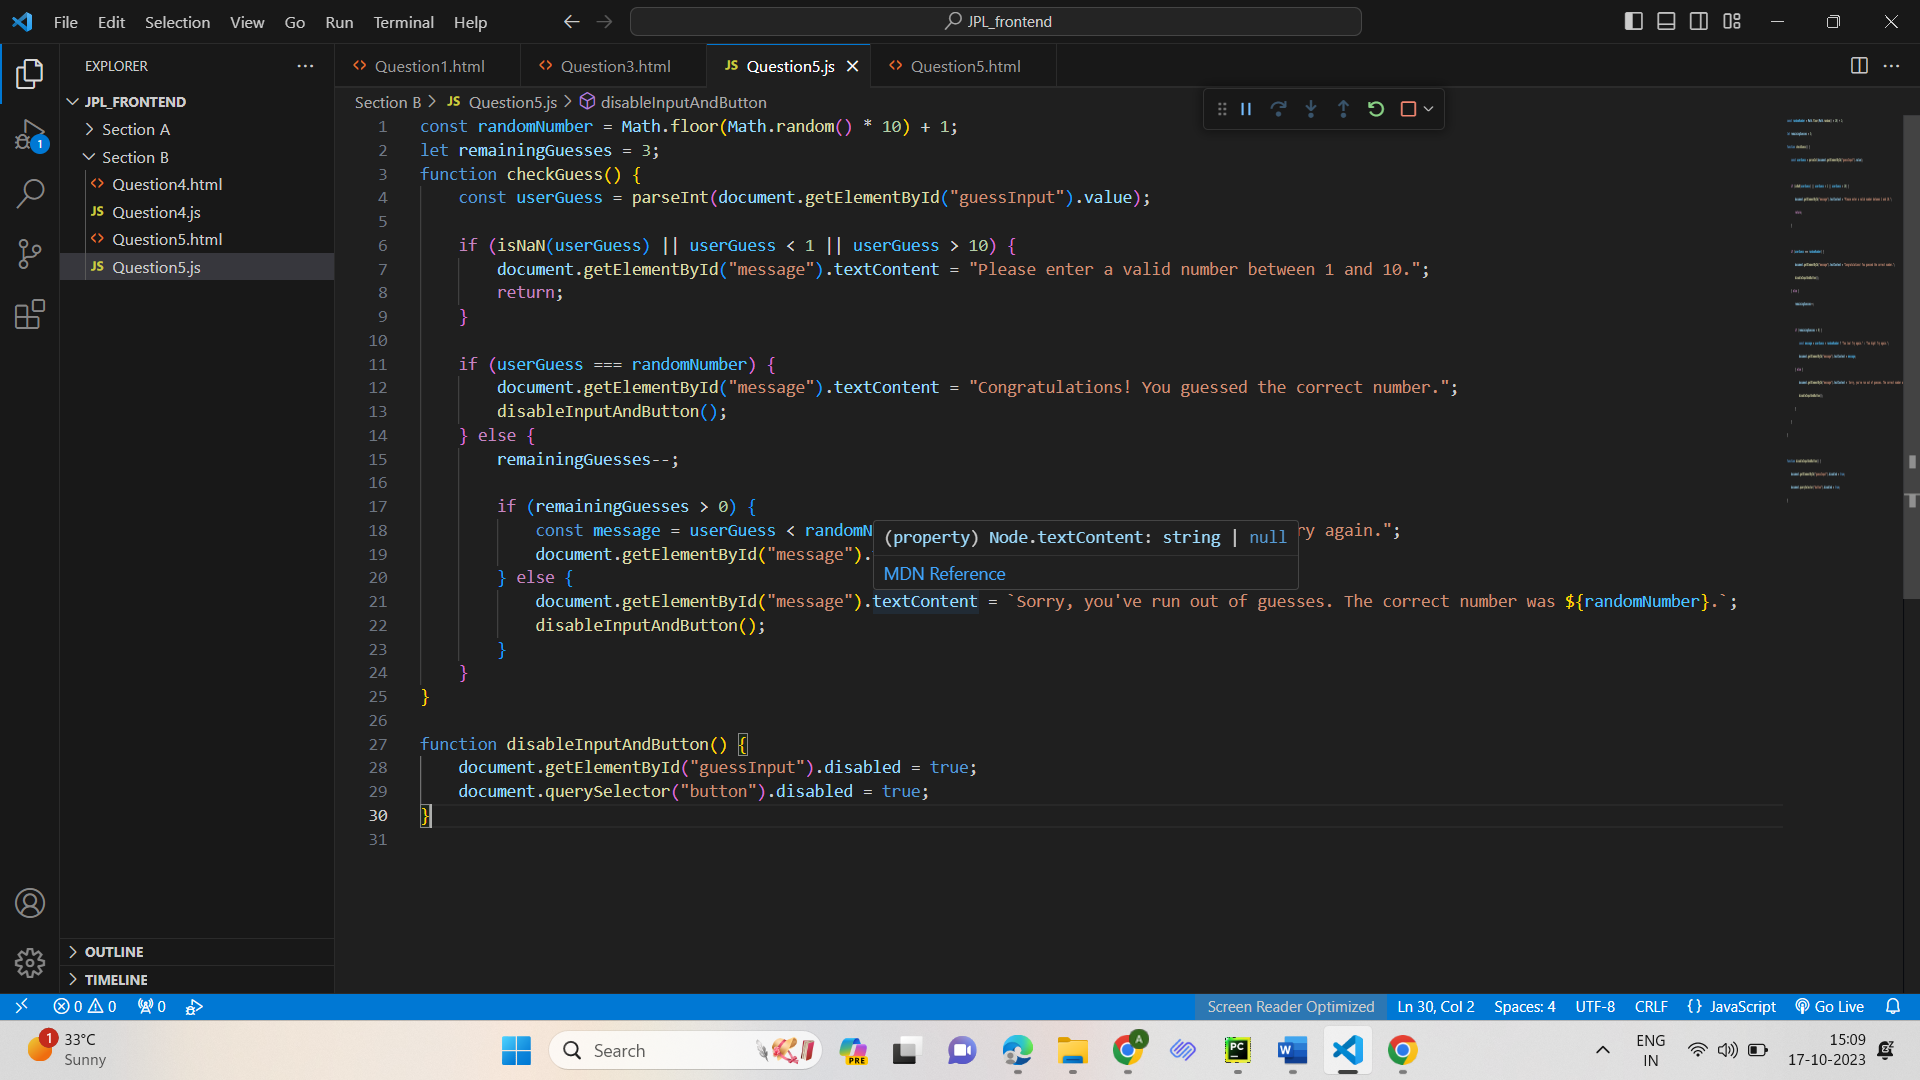 File Edit Selection View Go Run Terminal Help
JPL_frontend
EXPLORER
JPL_FRONTEND
Section A
Section B
Question4.html
JS Question4.js
Question5.html
JS Question5.js
OUTLINE
TIMELINE
1
Question1.html
Question3.html
JS Question5.js
Question5.html
Section B > JS Question5.js > disableInputAndButton
1 const randomNumber = Math.floor(Math.random() * 10) + 1;
2 let remainingGuesses = 3;
3 function checkGuess() {
4 const userGuess = parseInt(document.getElementById("guessInput").value);
5
6 if (isNaN(userGuess) || userGuess < 1 || userGuess > 10) {
7 document.getElementById("message").textContent = "Please enter a valid number between 1 and 10.";
8 return;
9 }
10
11 if (userGuess === randomNumber) {
12 document.getElementById("message").textContent = "Congratulations! You guessed the correct number.";
13 disableInputAndButton();
14 } else {
15 remainingGuesses--;
16
17 if (remainingGuesses > 0) {
18 const message = userGuess < randomN ry again.";
(property) Node.textContent: string | null
19 document.getElementById("message").
MDN Reference
20 } else {
21 document.getElementById("message").textContent = `Sorry, you've run out of guesses. The correct number was ${randomNumber}.`;
22 disableInputAndButton();
23 }
24 }
25 }
26
27 function disableInputAndButton() {
28 document.getElementById("guessInput").disabled = true;
29 document.querySelector("button").disabled = true;
30 }
31
0 0 0
Screen Reader Optimized Ln 30, Col 2 Spaces: 4 UTF-8 CRLF {} JavaScript Go Live
1
33°C
Sunny
Search
PRE
A
PC
W
ENG
IN
15:09
17-10-2023